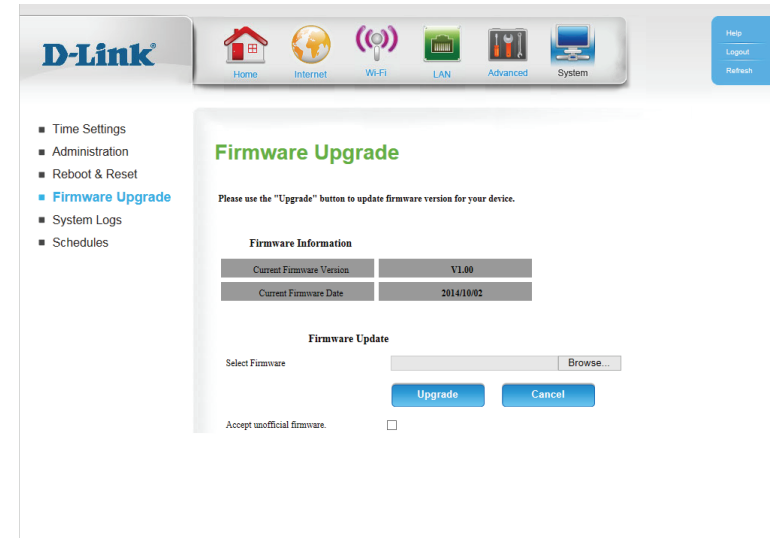 D-Link
Home Internet Wi-Fi LAN Advanced System
Help
Logout
Refresh
Time Settings
Administration
Reboot & Reset
Firmware Upgrade
System Logs
Schedules
Firmware Upgrade
Please use the "Upgrade" button to update firmware version for your device.
Firmware Information
Current Firmware Version V1.00
Current Firmware Date 2014/10/02
Firmware Update
Select Firmware Browse...
Upgrade Cancel
Accept unofficial firmware.